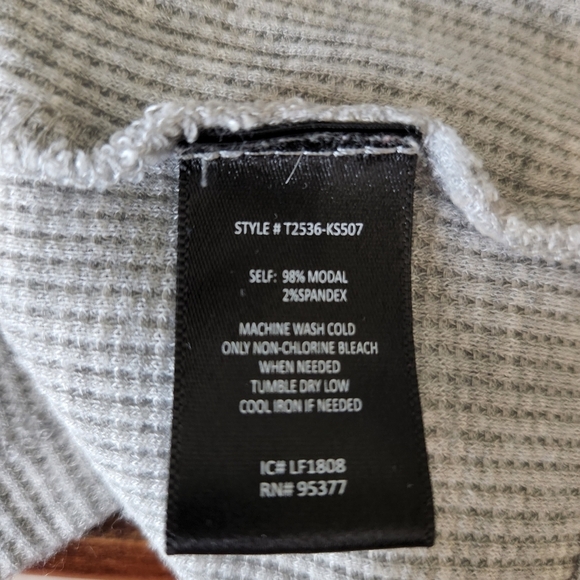 STYLE # T2536-KS507
SELF: 98% MODAL
2%SPANDEX
MACHINE WASH COLD
ONLY NON-CHLORINE BLEACH
WHEN NEEDED
TUMBLE DRY LOW
COOL IRON IF NEEDED
IC# LF1808
RN# 95377